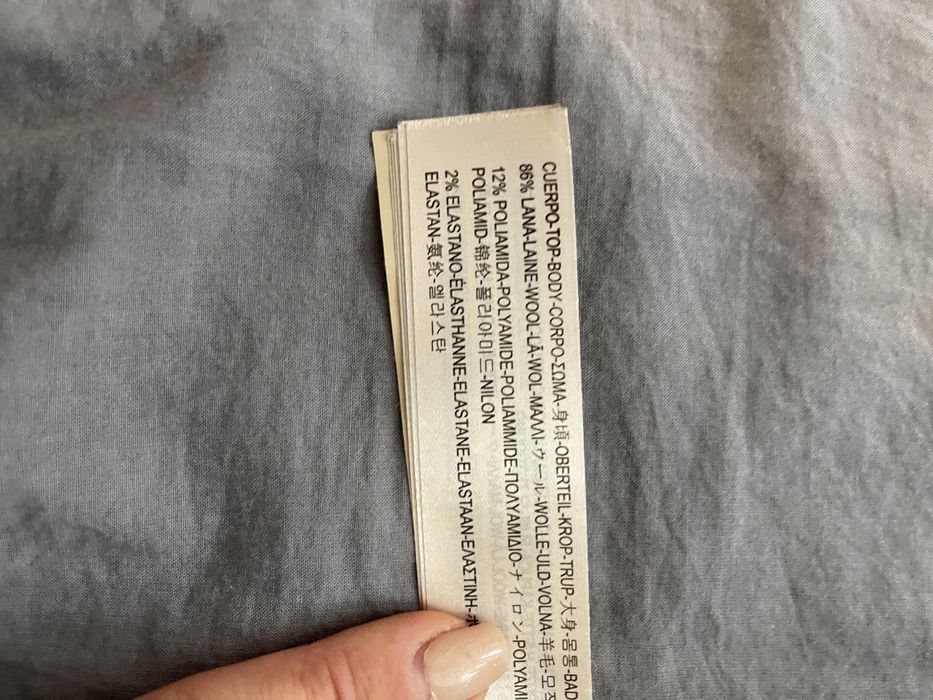 CUERPO-TOP-BODY-CORPO-ΣΩΜΑ-身頃-OBERTEIL-KROP-TRUP-大身-몸통-BAD
86% LANA-LAINE-WOOL-LÃ-WOL-ΜΑΛΛΙ-ウール-WOLLE-ULD-VOLNA-羊毛-모직
12% POLIAMIDA-POLYAMIDE-POLIAMMIDE-ΠΟΛΥΑΜΙΔΙΟ-ナイロン-POLYAM
POLIAMID-锦纶-폴리아미드-NILON
2% ELASTANO-ÉLASTHANNE-ELASTANE-ELASTAAN-ΕΛΑΣΤΙΝΗ-
ELASTAN-氨纶-엘라스탄